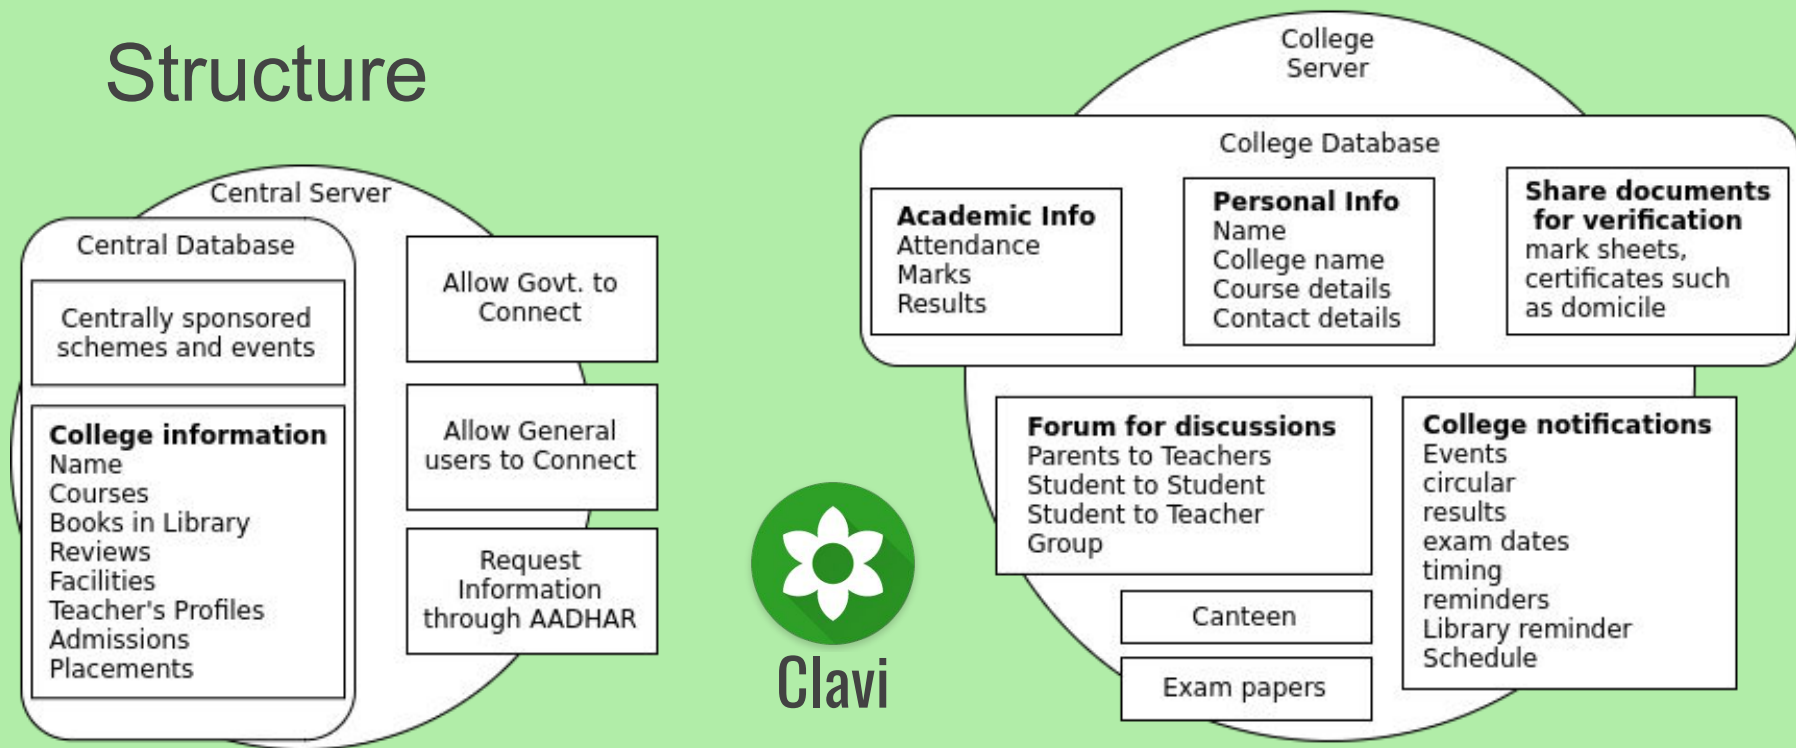 Structure
Central Server
Central Database
Centrally sponsored
schemes and events
College information
Name
Courses
Books in Library
Reviews
Facilities
Teacher's Profiles
Admissions
Placements
Allow Govt. to
Connect
Allow General
users to Connect
Request
Information
through AADHAR
Clavi
College
Server
College Database
Academic Info
Attendance
Marks
Results
Personal Info
Name
College name
Course details
Contact details
Share documents
for verification
mark sheets,
certificates such
as domicile
Forum for discussions
Parents to Teachers
Student to Student
Student to Teacher
Group
Canteen
Exam papers
College notifications
Events
circular
results
exam dates
timing
reminders
Library reminder
Schedule